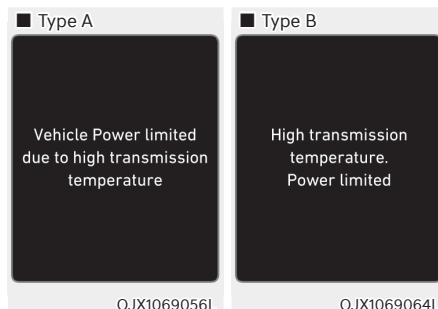 ■ Type A
Vehicle Power limited
due to high transmission
temperature
OJX1069056L
■ Type B
High transmission
temperature.
Power limited
OJX1069064L